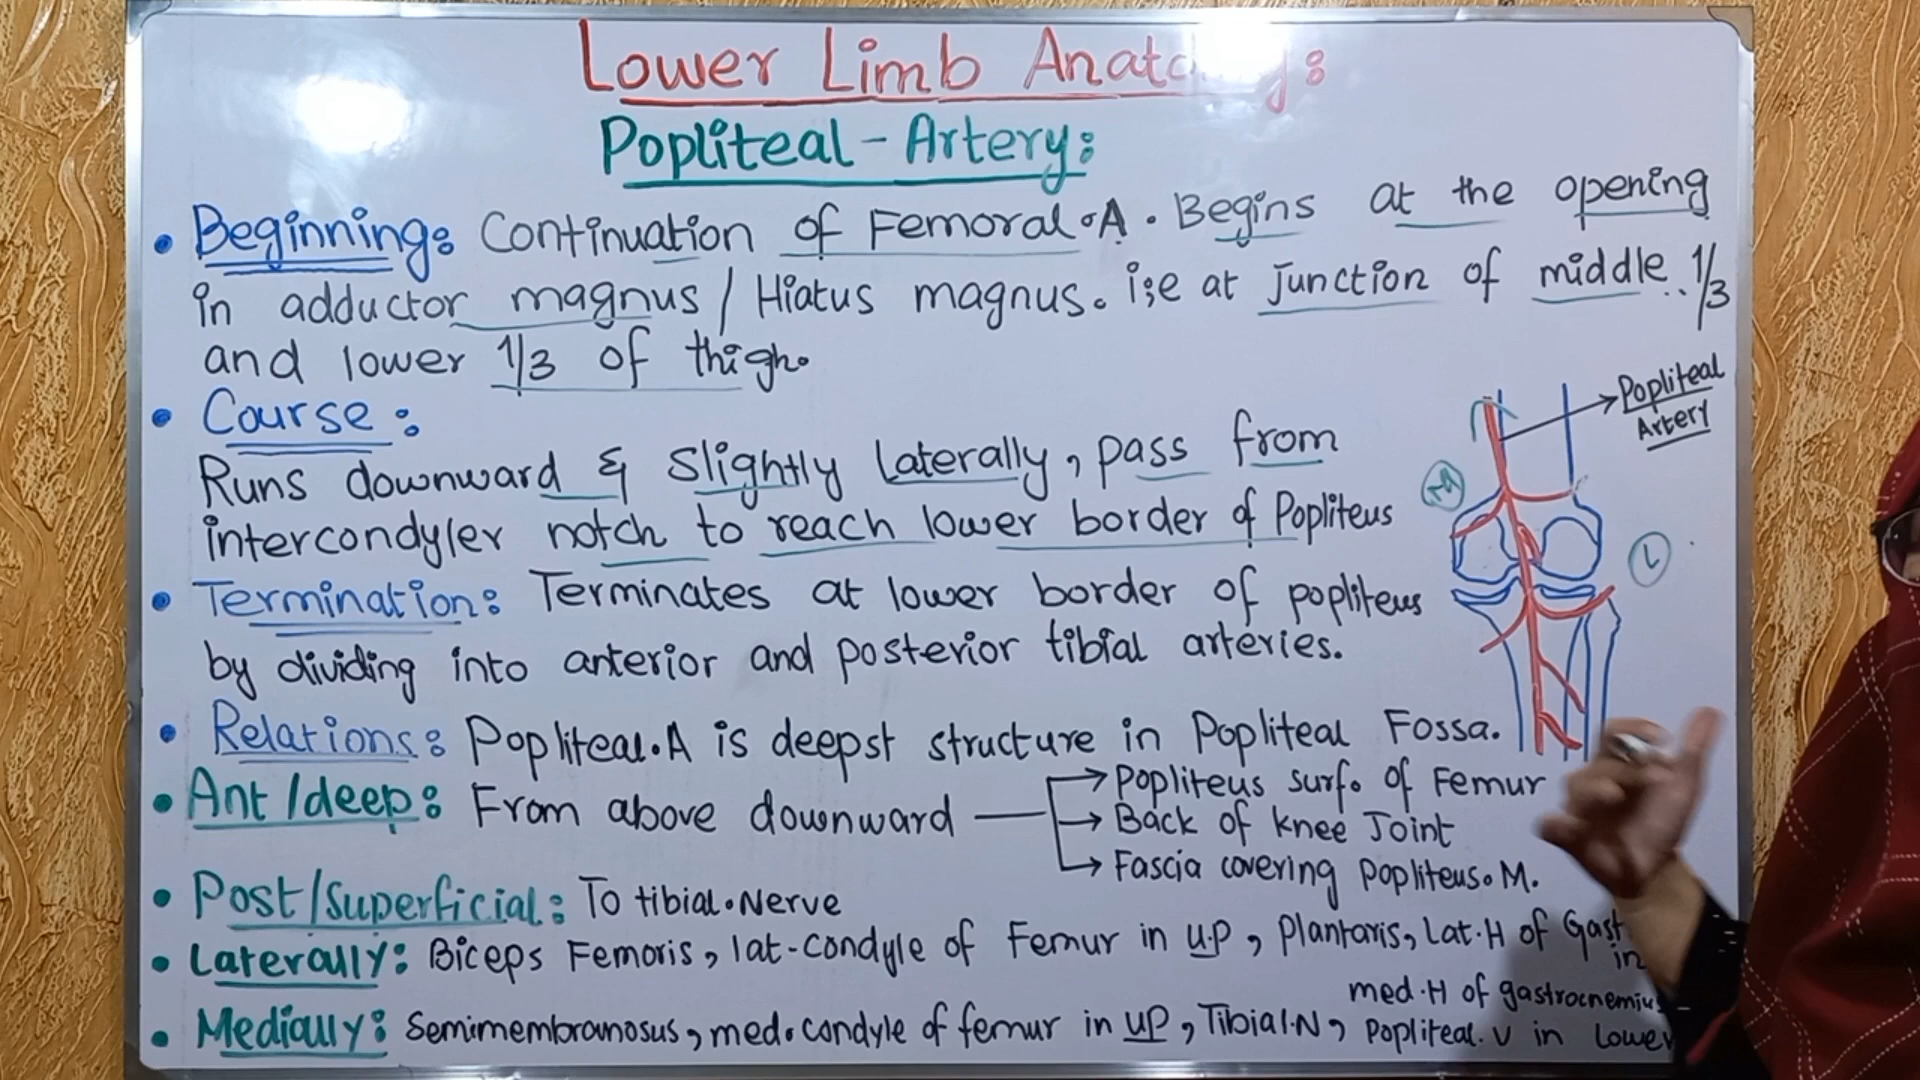 Lower Limb Anato y:
Popliteal - Artery:
• Beginning: Continuation of Femoral.A. Begins at the opening
in adductor magnus / Hiatus magnus. i;e at junction of middle 1/3
and lower 1/3 of thigh.
• Course:
Runs downward & slightly laterally, pass from
intercondyler notch to reach lower border of Popliteus
• Termination: Terminates at lower border of popliteus
by dividing into anterior and posterior tibial arteries.
• Relations: Popliteal.A is deepst structure in Popliteal Fossa.
• Ant/deep: From above downward
→ Popliteus surf. of Femur
→ Back of knee Joint
→ Fascia covering Popliteus.M.
• Post/Superficial: To tibial.Nerve
• Laterally: Biceps Femoris, lat-condyle of Femur in u.p, Plantaris, Lat.H of Gast
in
• Medially: Semimembranosus, med.condyle of femur in up, Tibial.N, Popliteal.V in Lower
med.H of gastrocnemius
Popliteal
Artery
M
L